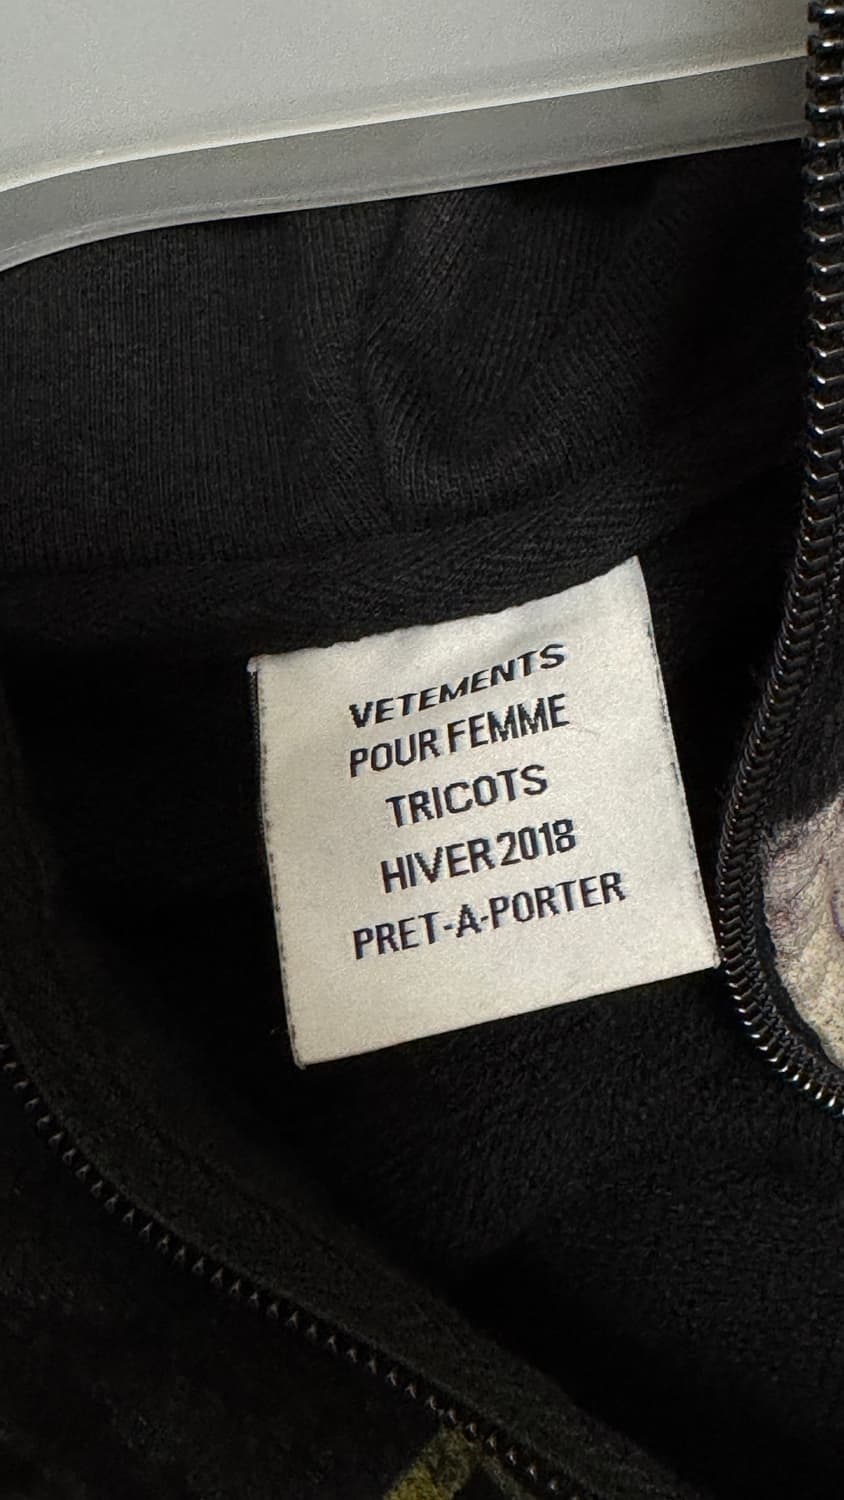 VETEMENTS
POUR FEMME
TRICOTS
HIVER 2018
PRET-A-PORTER